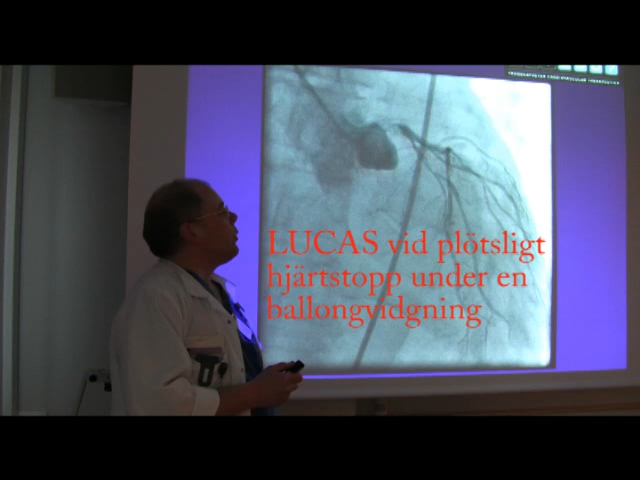 LUCAS vid plötsligt
hjärtstopp under en
ballongvidgning